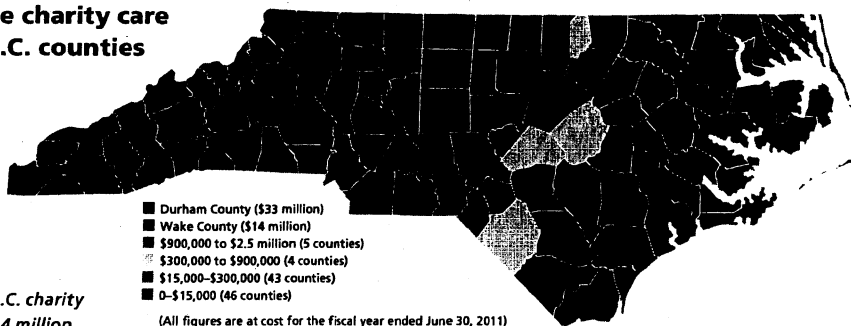 e charity care
.C. counties
Durham County ($33 million)
Wake County ($14 million)
$900,000 to $2.5 million (5 counties)
$300,000 to $900,000 (4 counties)
$15,000–$300,000 (43 counties)
0–$15,000 (46 counties)
.C. charity
4 million
(All figures are at cost for the fiscal year ended June 30, 2011)